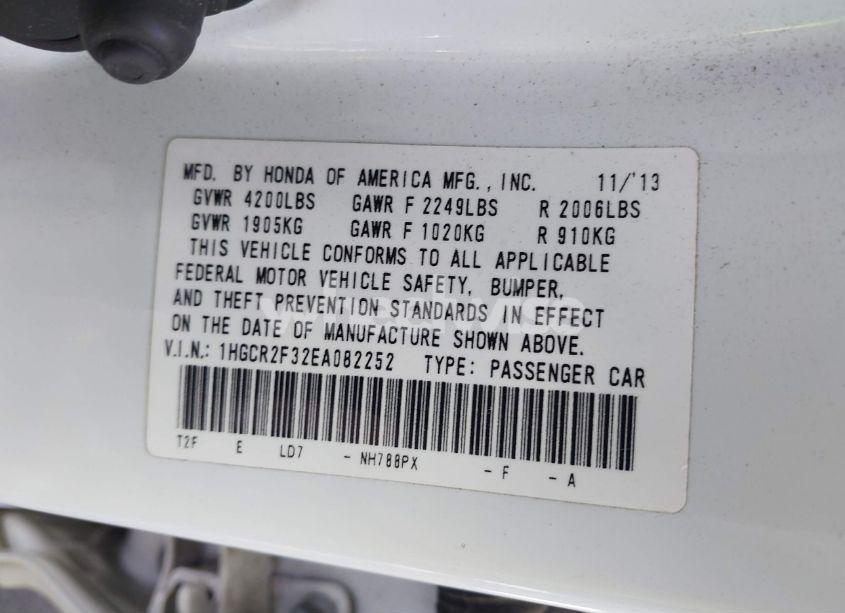 MFD. BY HONDA OF AMERICA MFG., INC. 11/'13
GVWR 4200LBS GAWR F 2249LBS R 2006LBS
GVWR 1905KG GAWR F 1020KG R 910KG
THIS VEHICLE CONFORMS TO ALL APPLICABLE
FEDERAL MOTOR VEHICLE SAFETY, BUMPER,
AND THEFT PREVENTION STANDARDS IN EFFECT
ON THE DATE OF MANUFACTURE SHOWN ABOVE.
V.I.N.: 1HGCR2F32EA082252 TYPE: PASSENGER CAR
T2F E LD7 - NH788PX - F - A